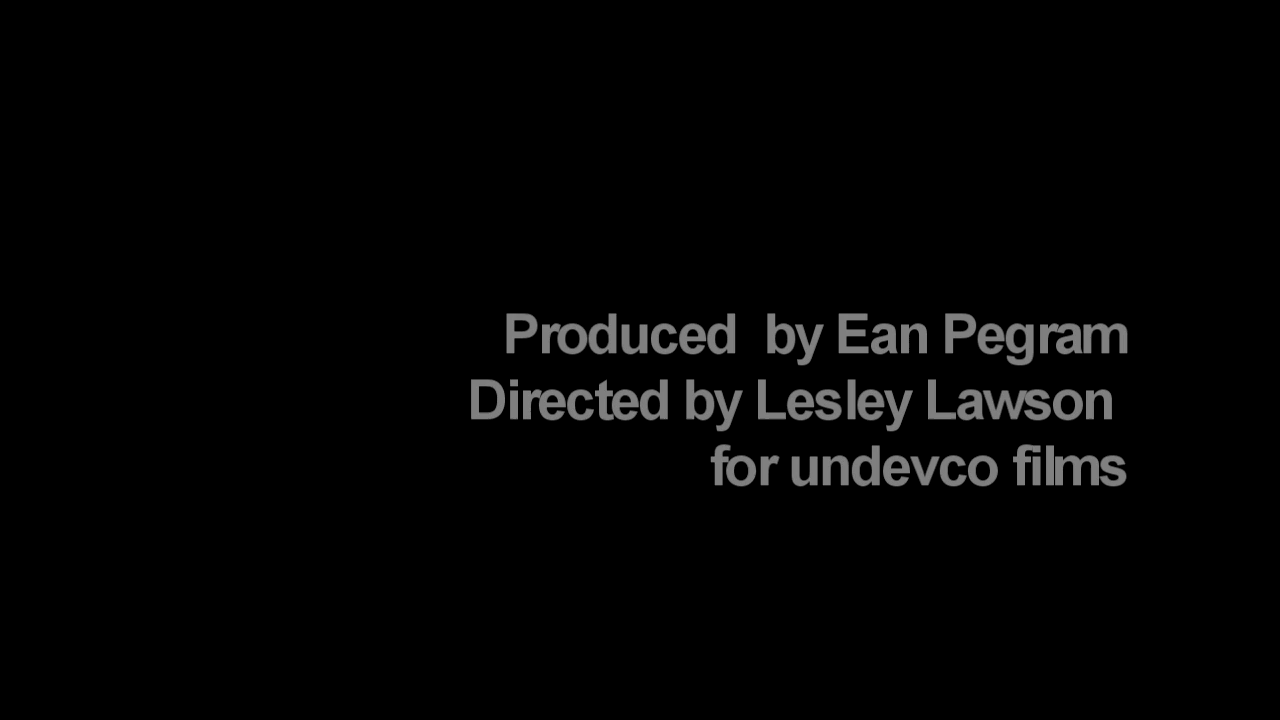 Produced  by Ean Pegram
Directed by Lesley Lawson
for undevco films